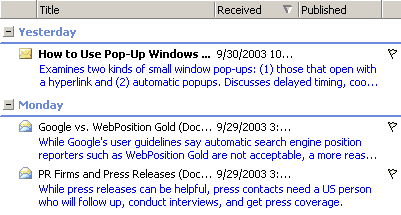 Title Received Published
Yesterday
How to Use Pop-Up Windows ... 9/30/2003 10...
Examines two kinds of small window pop-ups: (1) those that open with
a hyperlink and (2) automatic popups. Discusses delayed timing, coo...
Monday
Google vs. WebPosition Gold (Doc... 9/29/2003 3:...
While Google's user guidelines say automatic search engine position
reporters such as WebPosition Gold are not acceptable, a more reas...
PR Firms and Press Releases (Doc... 9/29/2003 3:...
While press releases can be helpful, press contacts need a US person
who will follow up, conduct interviews, and get press coverage.